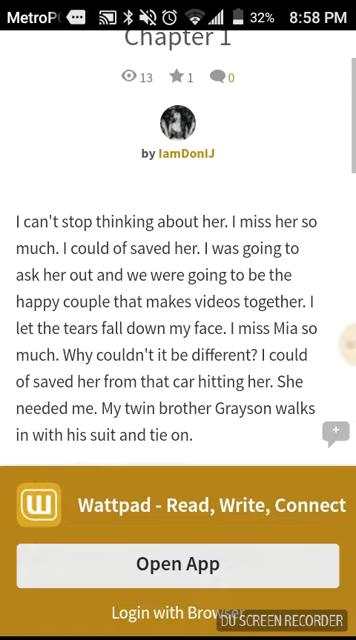 MetroP 32% 8:58 PM
Chapter 1
13 1 0
by IamDoniJ
I can't stop thinking about her. I miss her so
much. I could of saved her. I was going to
ask her out and we were going to be the
happy couple that makes videos together. I
let the tears fall down my face. I miss Mia so
much. Why couldn't it be different? I could
of saved her from that car hitting her. She
needed me. My twin brother Grayson walks
in with his suit and tie on.
Wattpad - Read, Write, Connect
Open App
Login with Browser
DU SCREEN RECORDER